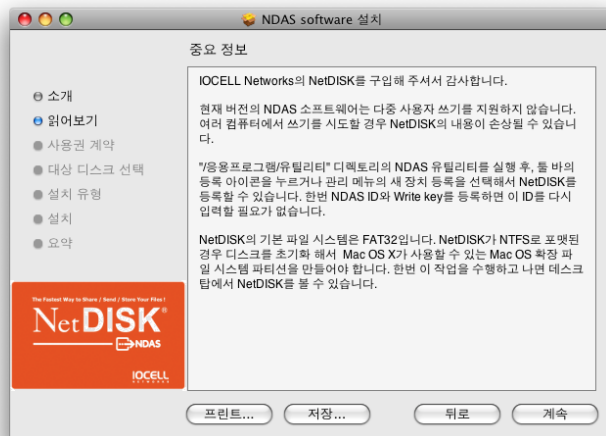 NDAS software 설치
중요 정보
소개
읽어보기
사용권 계약
대상 디스크 선택
설치 유형
설치
요약
IOCELL Networks의 NetDISK를 구입해 주셔서 감사합니다.
현재 버전의 NDAS 소프트웨어는 다중 사용자 쓰기를 지원하지 않습니다.
여러 컴퓨터에서 쓰기를 시도할 경우 NetDISK의 내용이 손상될 수 있습니
다.
"/응용프로그램/유틸리티" 디렉토리의 NDAS 유틸리티를 실행 후, 툴 바의
등록 아이콘을 누르거나 관리 메뉴의 새 장치 등록을 선택해서 NetDISK를
등록할 수 있습니다. 한번 NDAS ID와 Write key를 등록하면 이 ID를 다시
입력할 필요가 없습니다.
NetDISK의 기본 파일 시스템은 FAT32입니다. NetDISK가 NTFS로 포맷된
경우 디스크를 초기화 해서 Mac OS X가 사용할 수 있는 Mac OS 확장 파
일 시스템 파티션을 만들어야 합니다. 한번 이 작업을 수행하고 나면 데스크
탑에서 NetDISK를 볼 수 있습니다.
The Fastest Way to Share / Send / Store Your Files !
NetDISK®
NDAS
IOCELL
NETWORKS
프린트...
저장...
뒤로
계속